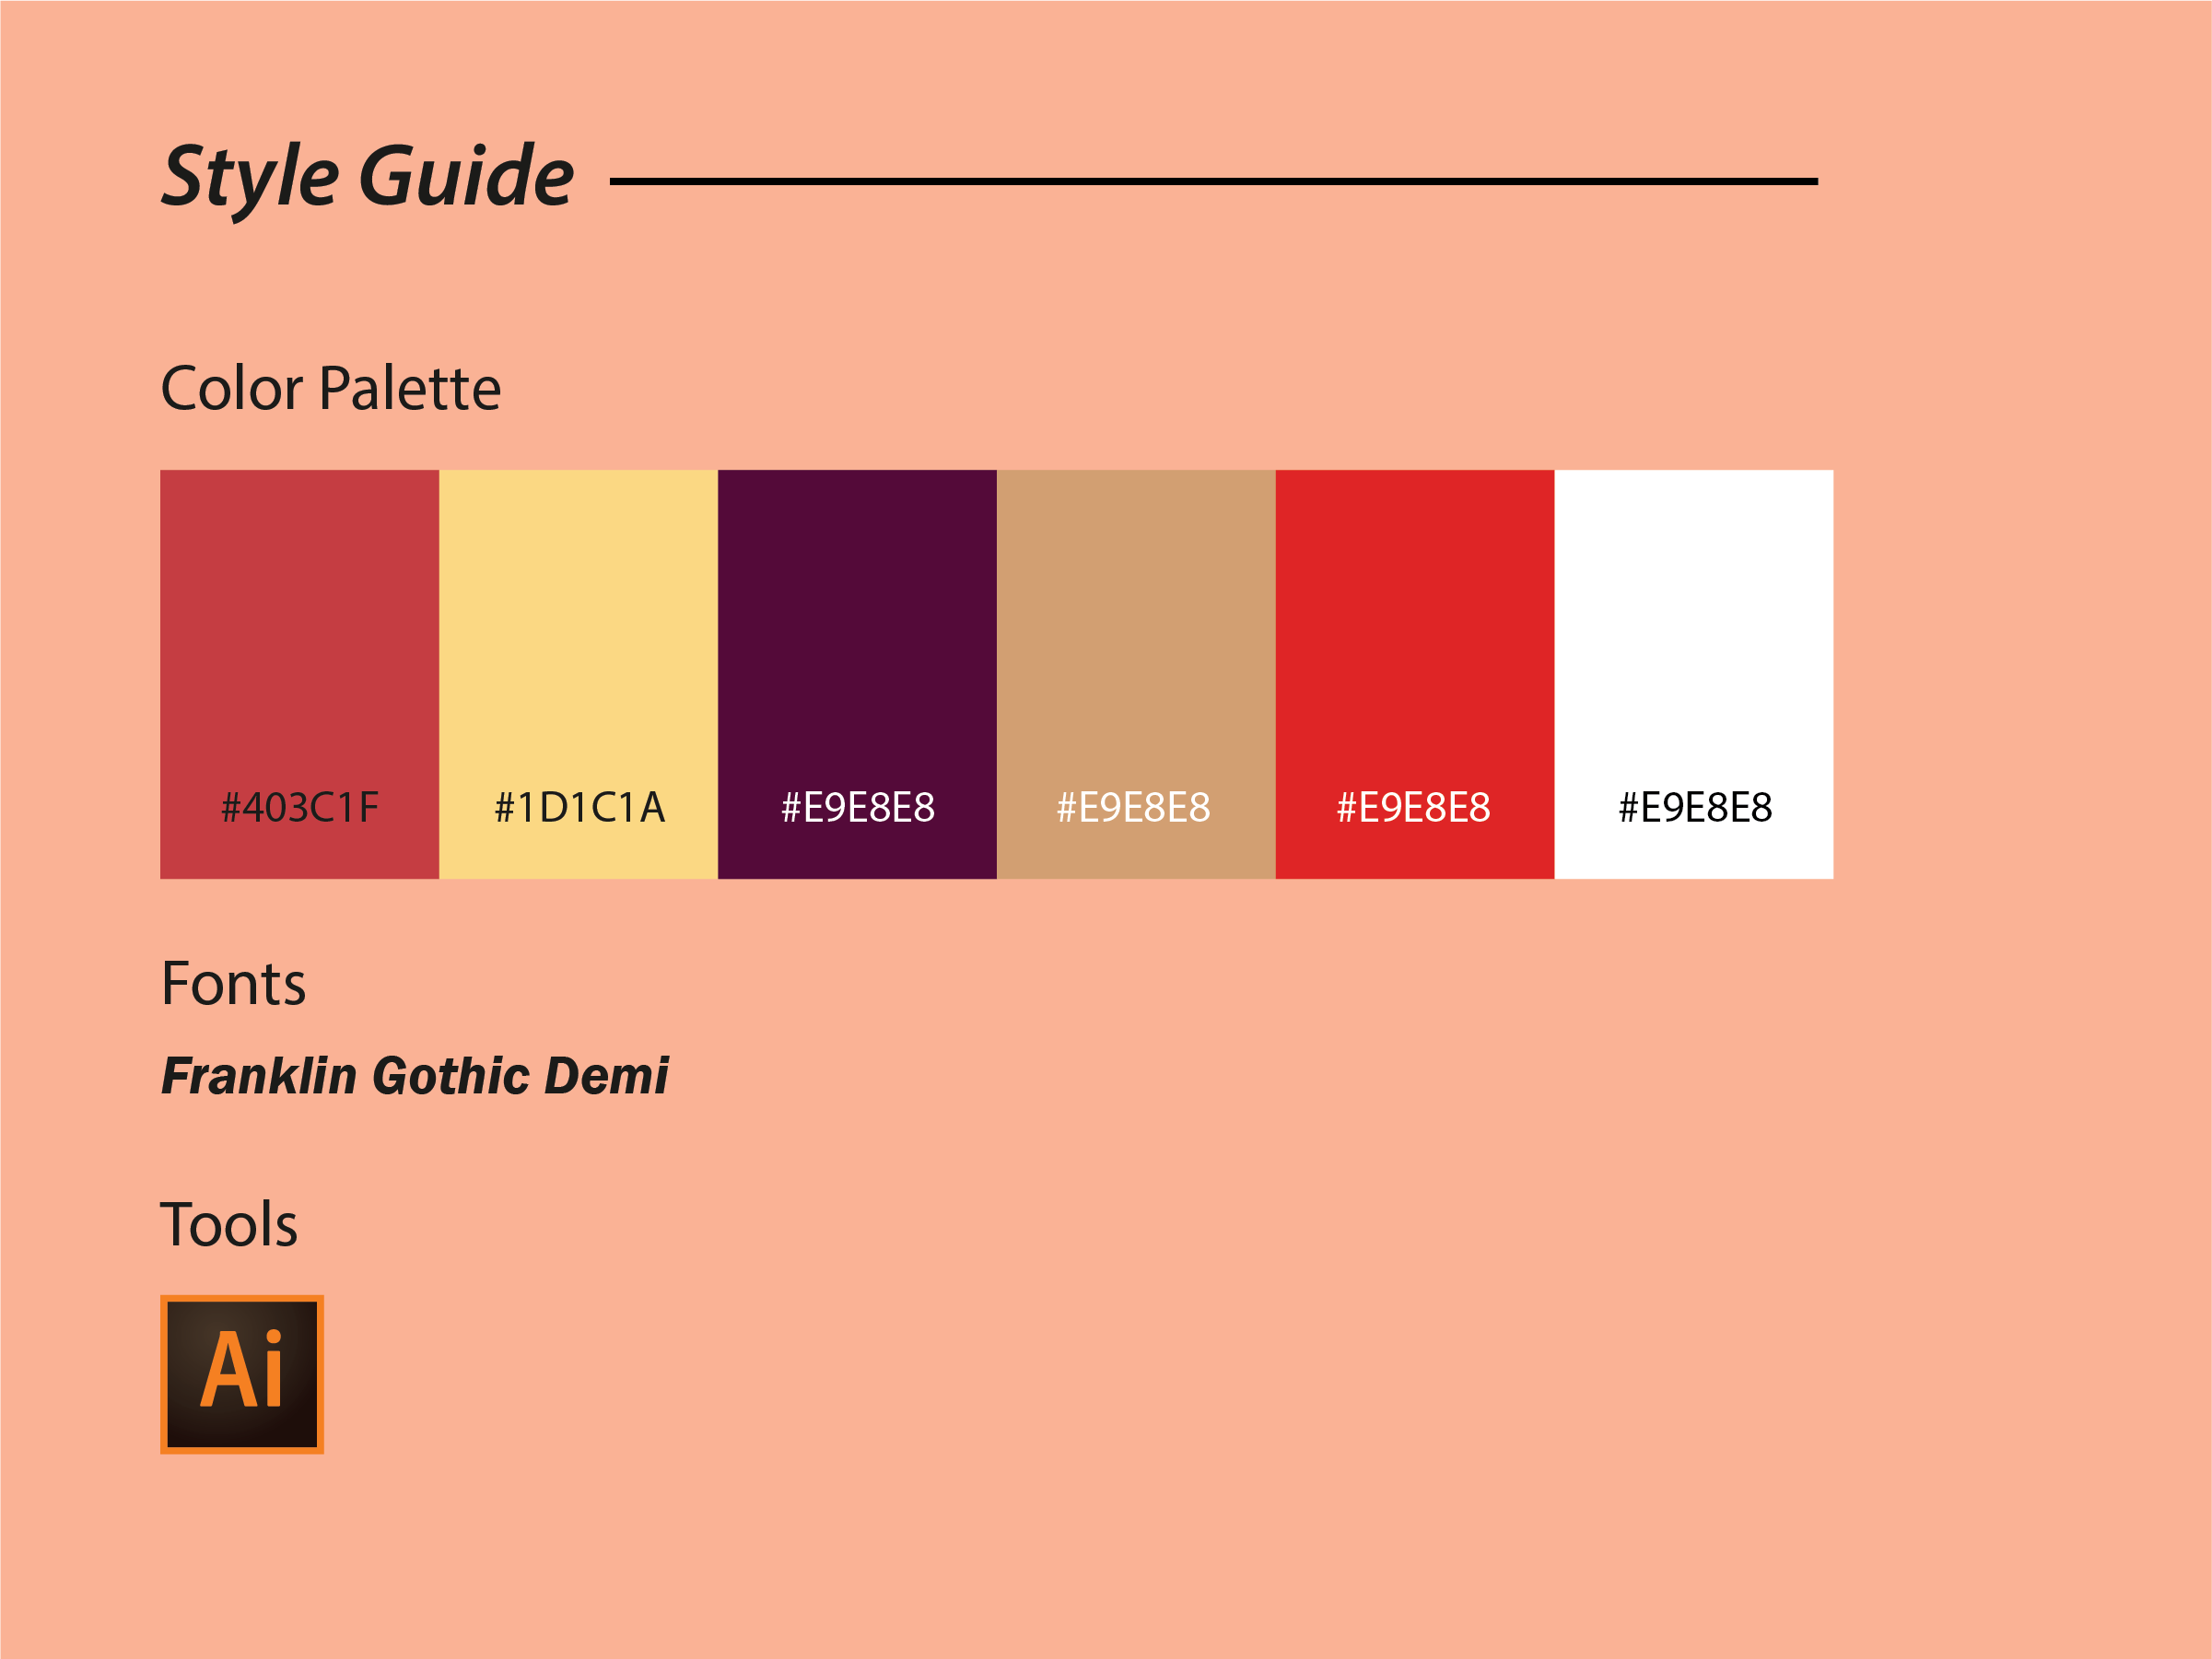 Style Guide
Color Palette
#403C1F #1D1C1A #E9E8E8 #E9E8E8 #E9E8E8 #E9E8E8
Fonts
Franklin Gothic Demi
Tools
Ai